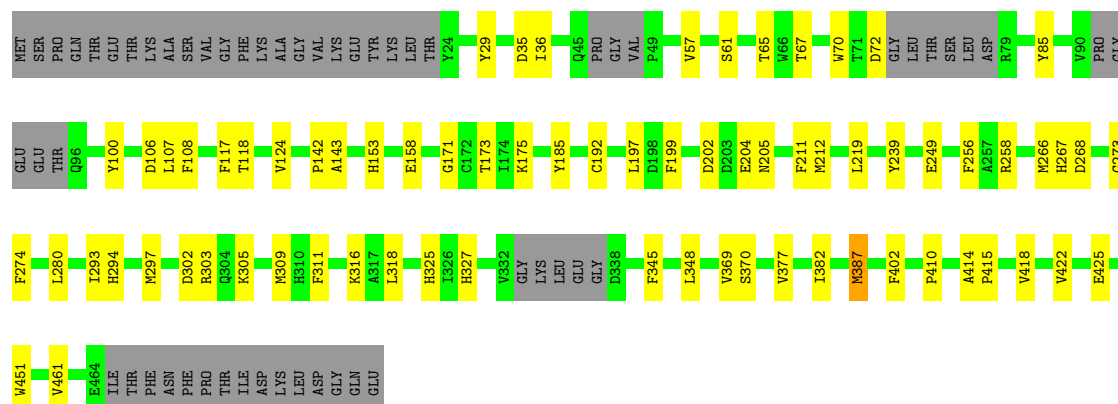 MET SER PRO GLN THR GLU THR LYS ALA SER VAL GLY PHE LYS ALA GLY VAL LYS GLU TYR LYS LEU THR Y24 Y29 D35 I36 Q45 PRO GLY VAL P49 V57 S61 T65 W66 T67 W70 T71 D72 GLY LEU THR SER LEU ASP R79 Y85 V90 PRO GLY
GLU GLU THR Q96 Y100 D106 L107 F108 F117 T118 V124 P142 A143 H153 E158 G171 C172 T173 I174 K175 Y185 C192 L197 D198 F199 D202 D203 E204 N205 F211 M212 L219 Y239 E249 F256 A257 R258 M266 H267 D268
F274 L280 I293 H294 M297 D302 R303 Q304 K305 M309 H310 F311 K316 A317 L318 H325 I326 H327 V332 GLY LYS LEU GLU GLY D338 F345 L348 V369 S370 V377 I382 M387 F402 P410 A414 P415 V418 V422 E425
W451 V461 E464 ILE THR PHE ASN PHE PRO THR ILE ASP LYS LEU ASP GLY GLN GLU